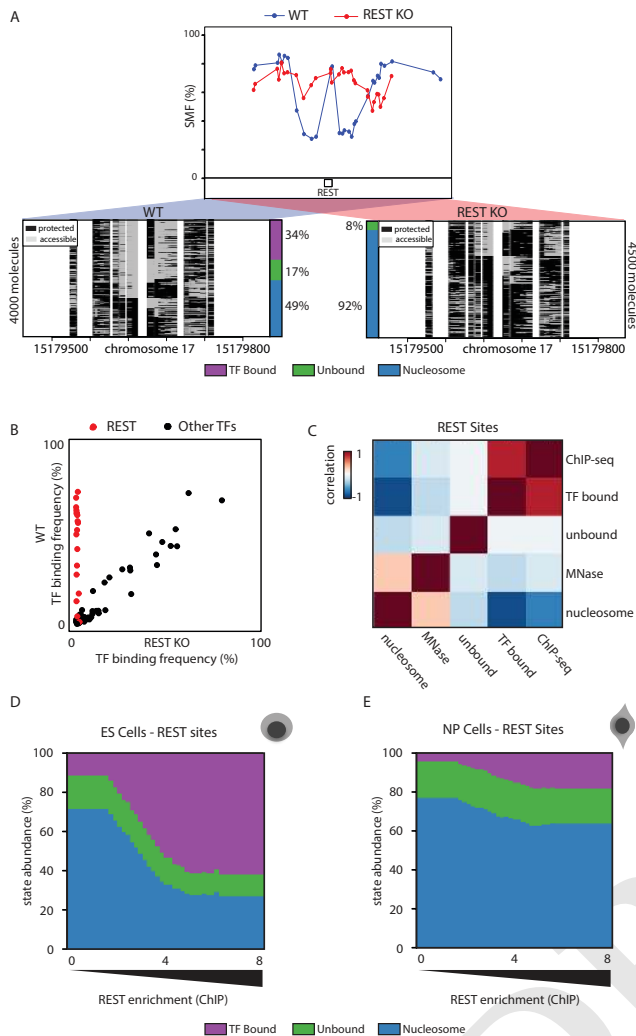 A
WT
REST KO
100
SMF (%)
0
REST
WT
REST KO
protected
accessible
4000 molecules
34%
17%
49%
15179500
chromosome 17
15179800
protected
accessible
8%
92%
4500 molecules
15179500
chromosome 17
15179800
TF Bound
Unbound
Nucleosome
B
REST
Other TFs
100
WT
TF binding frequency (%)
0
0
REST KO
100
TF binding frequency (%)
C
REST Sites
correlation
1
-1
ChIP-seq
TF bound
unbound
MNase
nucleosome
nucleosome
MNase
unbound
TF bound
ChIP-seq
D
ES Cells - REST sites
state abundance (%)
100
80
60
40
20
0
0
4
8
REST enrichment (ChIP)
E
NP Cells - REST Sites
state abundance (%)
100
80
60
40
20
0
0
4
8
REST enrichment (ChIP)
TF Bound
Unbound
Nucleosome